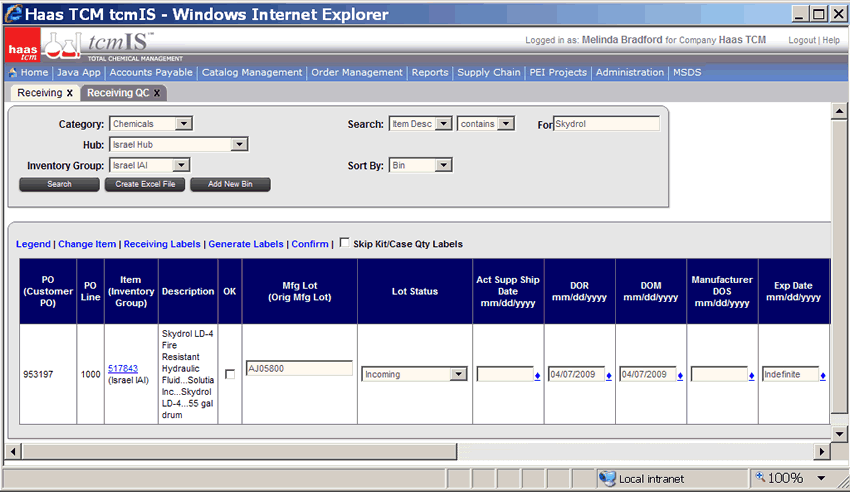 Haas TCM tcmIS - Windows Internet Explorer
haas tcm
tcmIS™
TOTAL CHEMICAL MANAGEMENT
Logged in as: Melinda Bradford for Company Haas TCM
Logout | Help
Home | Java App | Accounts Payable | Catalog Management | Order Management | Reports | Supply Chain | PEI Projects | Administration | MSDS
Receiving x
Receiving QC x
Category: Chemicals
Search: Item Desc contains For Skydrol
Hub: Israel Hub
Inventory Group: Israel IAI
Sort By: Bin
Search
Create Excel File
Add New Bin
Legend | Change Item | Receiving Labels | Generate Labels | Confirm | Skip Kit/Case Qty Labels
PO
(Customer
PO)
PO
Line
Item
(Inventory
Group)
Description
OK
Mfg Lot
(Orig Mfg Lot)
Lot Status
Act Supp Ship
Date
mm/dd/yyyy
DOR
mm/dd/yyyy
DOM
mm/dd/yyyy
Manufacturer
DOS
mm/dd/yyyy
Exp Date
mm/dd/yyyy
953197
1000
517843
(Israel IAI)
Skydrol LD-4
Fire
Resistant
Hydraulic
Fluid...Solutia
Inc...Skydrol
LD-4...55 gal
drum
AJ05800
Incoming
04/07/2009
04/07/2009
Indefinite
Local intranet
100%